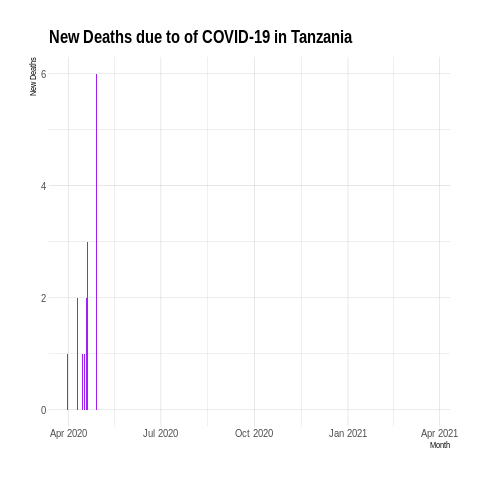 New Deaths due to of COVID-19 in Tanzania
New Deaths
6
4
2
0
Apr 2020 Jul 2020 Oct 2020 Jan 2021 Apr 2021
Month